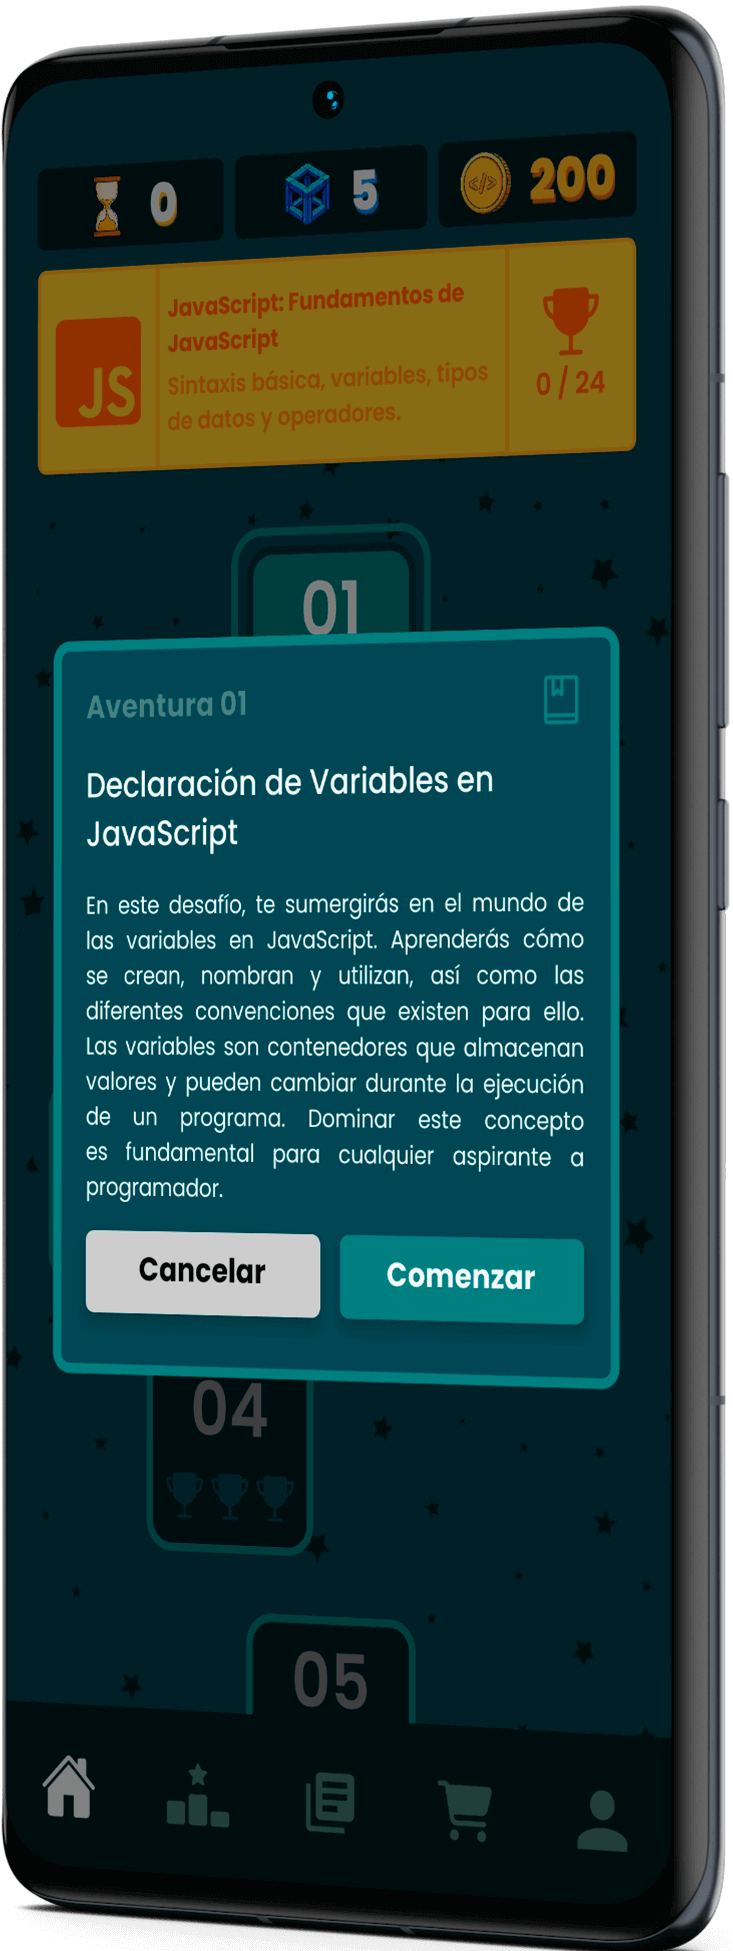 0
5
200
JS
JavaScript: Fundamentos de
JavaScript
Sintaxis básica, variables, tipos
de datos y operadores.
0 / 24
01
Aventura 01
Declaración de Variables en
JavaScript
En este desafío, te sumergirás en el mundo de
las variables en JavaScript. Aprenderás cómo
se crean, nombran y utilizan, así como las
diferentes convenciones que existen para ello.
Las variables son contenedores que almacenan
valores y pueden cambiar durante la ejecución
de un programa. Dominar este concepto
es fundamental para cualquier aspirante a
programador.
Cancelar
Comenzar
04
05